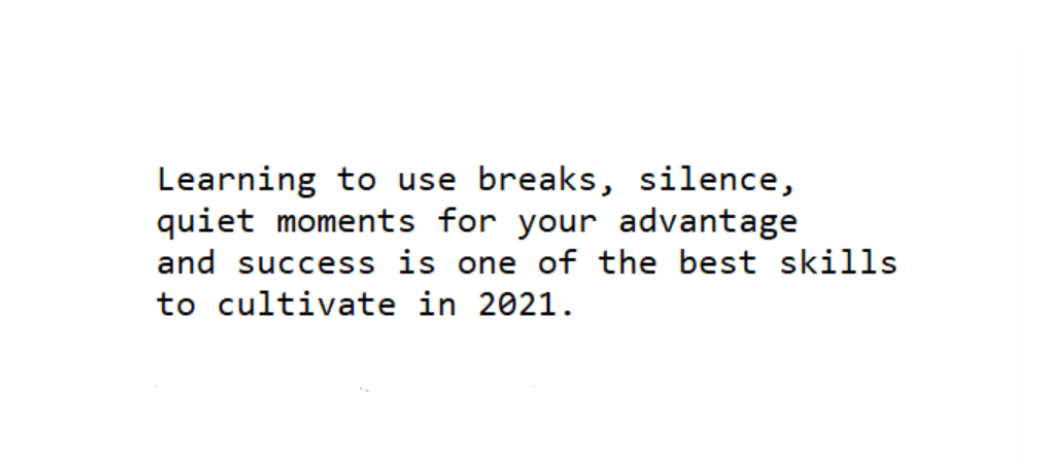 Learning to use breaks, silence,
quiet moments for your advantage
and success is one of the best skills
to cultivate in 2021.